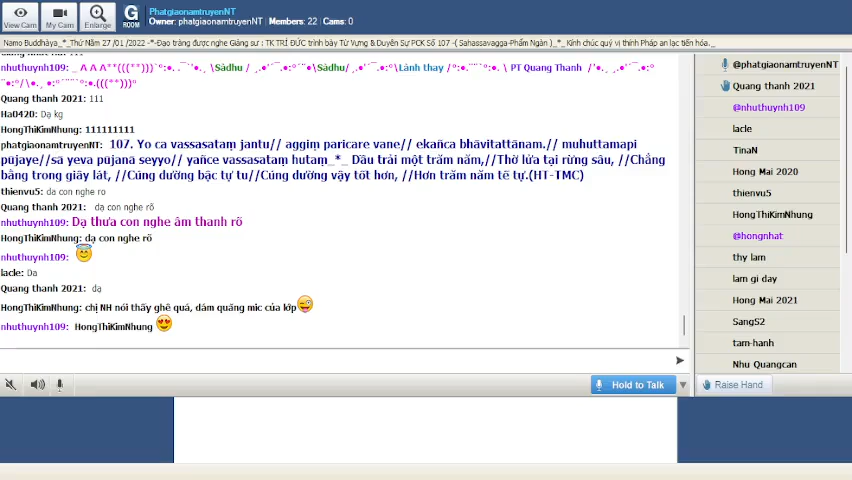 PhatgiaonamtruyenNT
Owner: phatgiaonamtruyenNT | Members: 22 | Cams: 0
View Cam
My Cam
Enlarge
G
ROOM
Namo Buddhàya_*_Thứ Năm 27 /01 /2022 -*-Đạo tràng được nghe Giảng sư : TK TRÍ ĐỨC trình bày Từ Vựng & Duyên Sự PCK Số 107 -( Sahassavagga-Phẩm Ngàn )_*_ Kính chúc quý vị thính Pháp an lạc tiến hóa._
Quang thanh 2021: 111
Ha0420: Dạ kg
HongThiKimNhung: 111111111
phatgiaonamtruyenNT: 107. Yo ca vassasataṃ jantu// aggiṃ paricare vane// ekañca bhāvitattānaṃ.// muhuttamapi
pūjaye//sā yeva pūjanā seyyo// yañce vassasataṃ hutaṃ_*_ Dầu trải một trăm năm,//Thờ lửa tại rừng sâu, //Chẳng
bằng trong giây lát, //Cúng dường bậc tự tu//Cúng dường vậy tốt hơn, //Hơn trăm năm tế tự.(HT-TMC)
thienvu5: da con nghe ro
Quang thanh 2021: dạ con nghe rõ
nhuthuynh109: Dạ thưa con nghe âm thanh rõ
HongThiKimNhung: dạ con nghe rõ
nhuthuynh109:
lacle: Da
Quang thanh 2021: dạ
HongThiKimNhung: chị NH nói thấy ghê quá, dám quăng mic của lớp
nhuthuynh109: HongThiKimNhung
Hold to Talk
@phatgiaonamtruyenNT
Quang thanh 2021
@nhuthuynh109
lacle
TinaN
Hong Mai 2020
thienvu5
HongThiKimNhung
@hongnhat
thy lam
lam gi day
Hong Mai 2021
SangS2
tam-hanh
Nhu Quangcan
Raise Hand